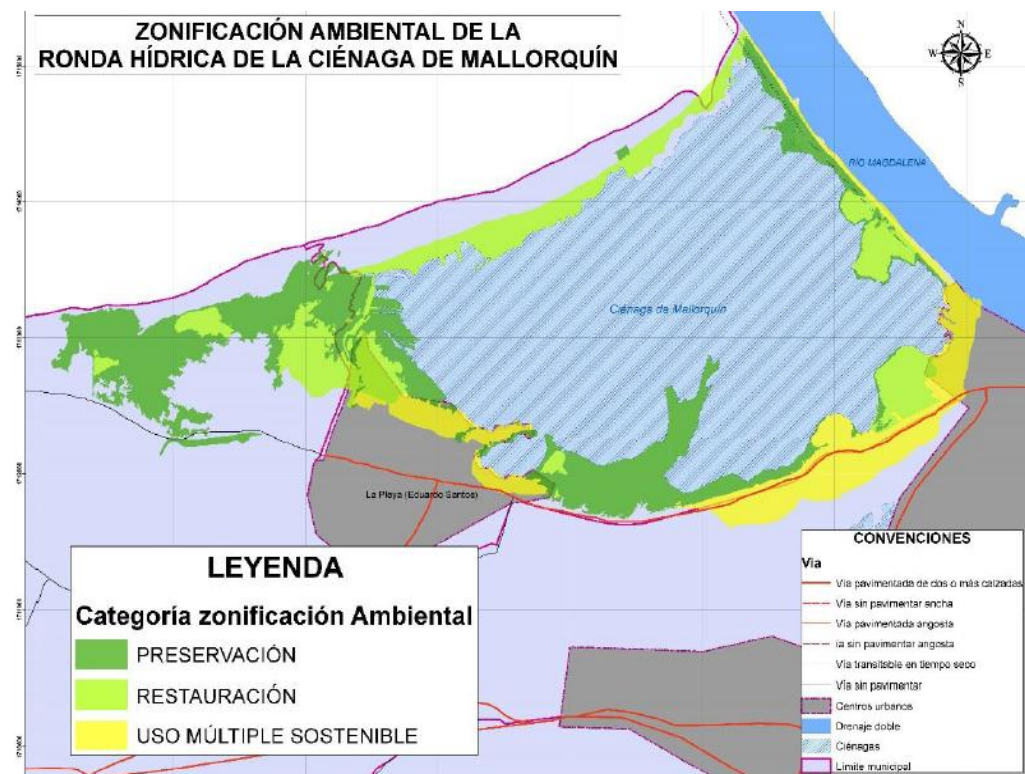 ZONIFICACIÓN AMBIENTAL DE LA
RONDA HÍDRICA DE LA CIÉNAGA DE MALLORQUÍN
N
W E
S
RÍO MAGDALENA
Ciénaga de Mallorquín
La Playa (Eduardo Santos)
LEYENDA
Categoría zonificación Ambiental
PRESERVACIÓN
RESTAURACIÓN
USO MÚLTIPLE SOSTENIBLE
CONVENCIONES
Vía
Vía pavimentada de dos o más calzadas
Vía sin pavimentar ancha
Vía pavimentada angosta
ia sin pavimentar angosta
Vía transitable en tiempo seco
Vía sin pavimentar
Centros urbanos
Drenaje doble
Ciénagas
Límite municipal